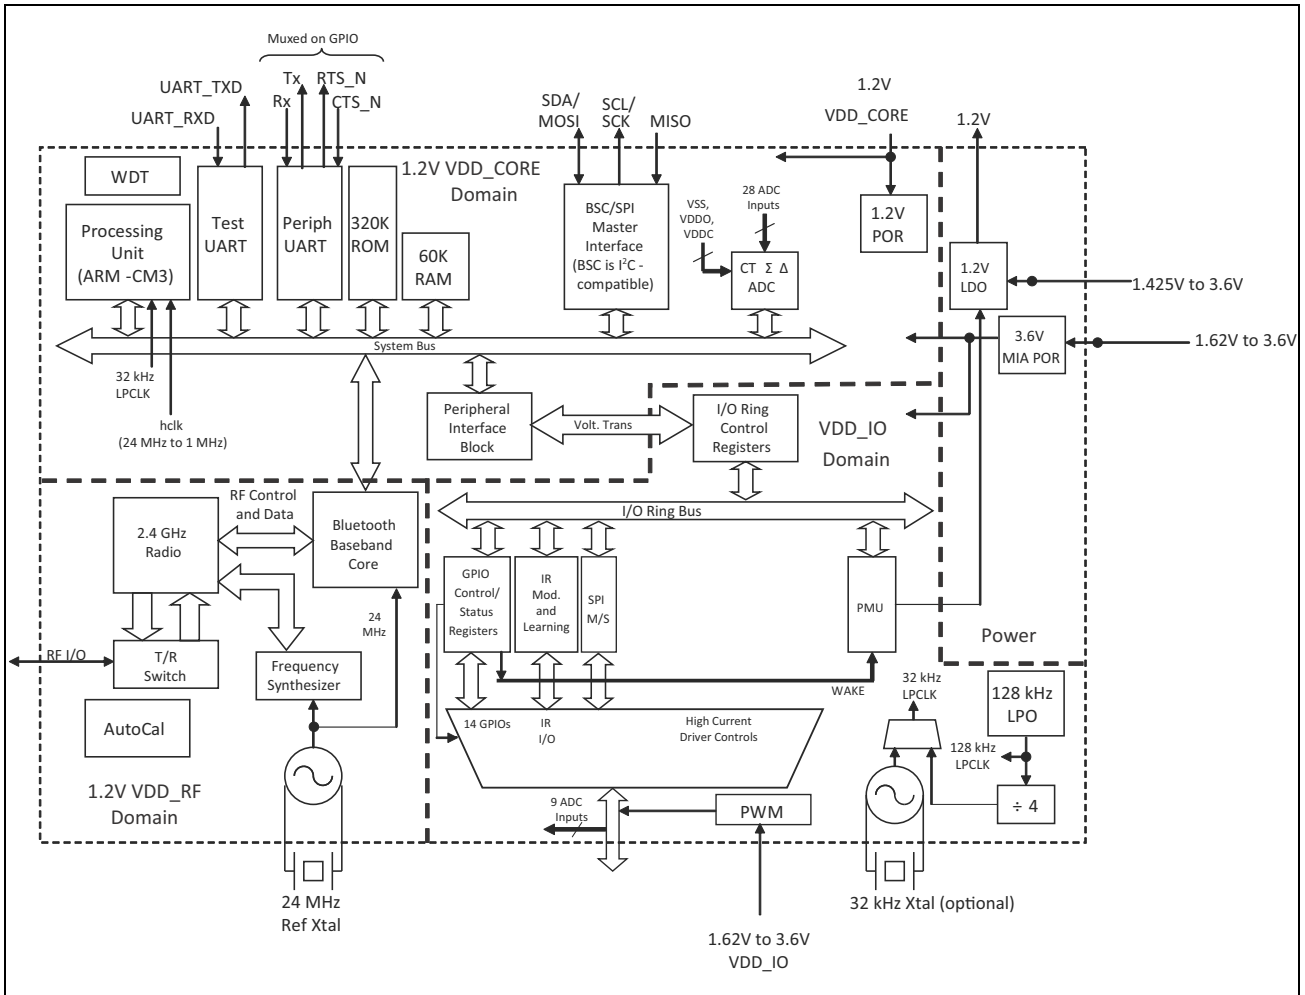 Muxed on GPIO
UART_TXD
Tx
RTS_N
Rx
CTS_N
UART_RXD
SDA/
MOSI
SCL/
SCK
MISO
1.2V
VDD_CORE
1.2V
WDT
1.2V VDD_CORE
Domain
Processing
Unit
(ARM -CM3)
Test
UART
Periph
UART
320K
ROM
60K
RAM
BSC/SPI
Master
Interface
(BSC is I²C -
compatible)
VSS,
VDDO,
VDDC
28 ADC
Inputs
CT Σ Δ
ADC
1.2V
POR
1.2V
LDO
1.425V to 3.6V
3.6V
MIA POR
1.62V to 3.6V
System Bus
32 kHz
LPCLK
hclk
(24 MHz to 1 MHz)
Peripheral
Interface
Block
Volt. Trans
I/O Ring
Control
Registers
VDD_IO
Domain
RF Control
and Data
2.4 GHz
Radio
Bluetooth
Baseband
Core
I/O Ring Bus
GPIO
Control/
Status
Registers
IR
Mod.
and
Learning
SPI
M/S
PMU
24
MHz
Power
RF I/O
T/R
Switch
Frequency
Synthesizer
WAKE
32 kHz
LPCLK
128 kHz
LPO
AutoCal
14 GPIOs
IR
I/O
High Current
Driver Controls
128 kHz
LPCLK
1.2V VDD_RF
Domain
9 ADC
Inputs
PWM
÷ 4
24 MHz
Ref Xtal
32 kHz Xtal (optional)
1.62V to 3.6V
VDD_IO